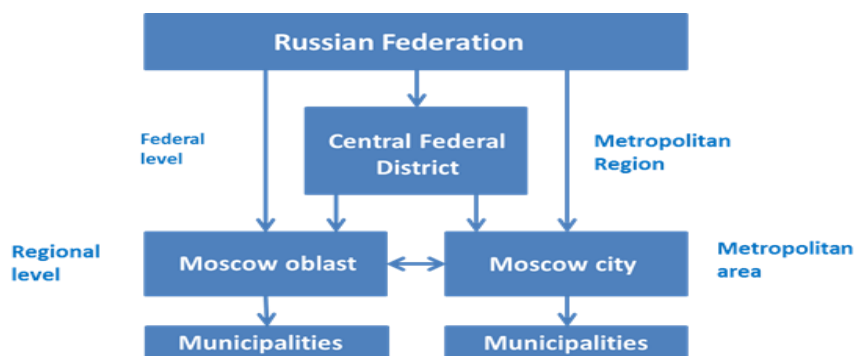 Russian Federation
Federal
level
Central Federal
District
Metropolitan
Region
Regional
level
Moscow oblast
Moscow city
Metropolitan
area
Municipalities
Municipalities